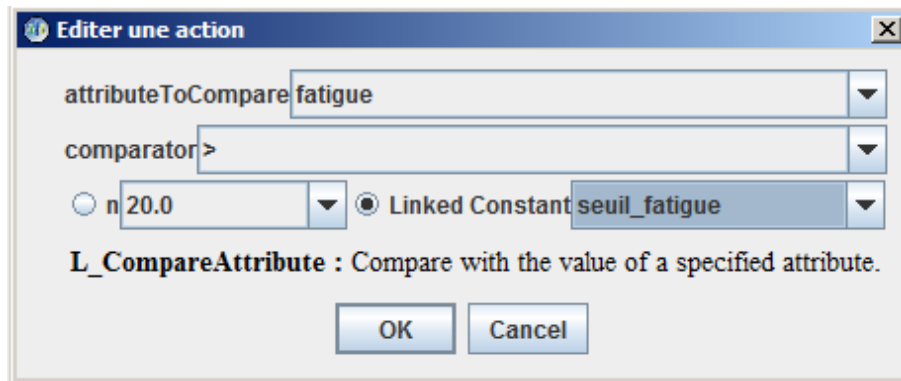 Editer une action
attributeToCompare fatigue
comparator >
n 20.0 Linked Constant seuil_fatigue
L_CompareAttribute : Compare with the value of a specified attribute.
OK Cancel